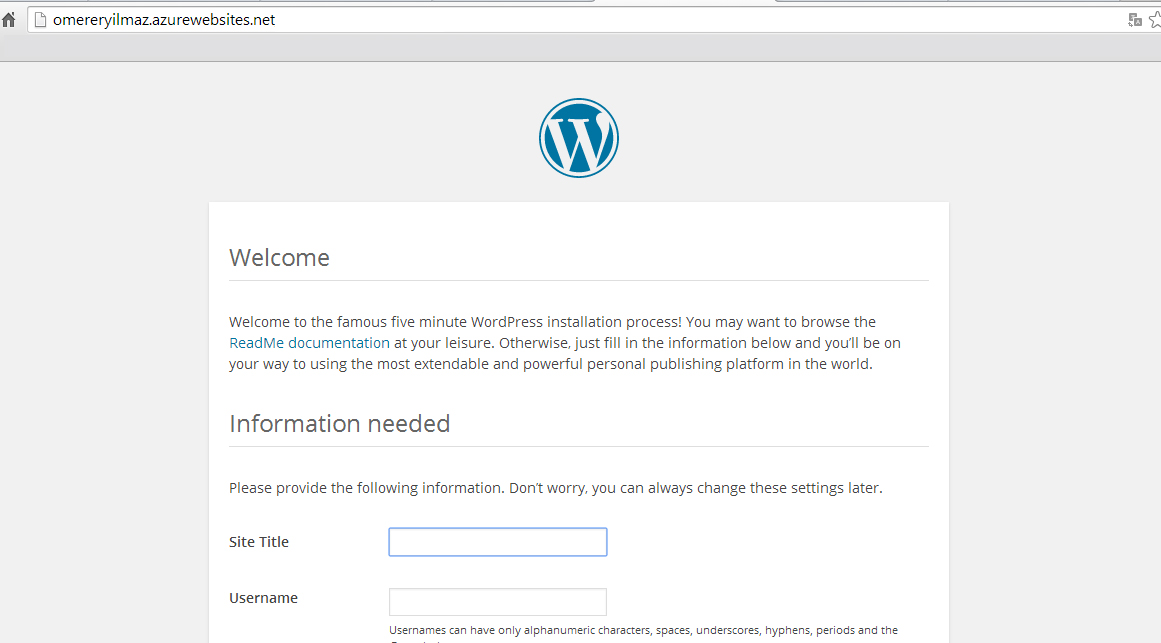 omereryilmaz.azurewebsites.net
W
Welcome
Welcome to the famous five minute WordPress installation process! You may want to browse the
ReadMe documentation at your leisure. Otherwise, just fill in the information below and you’ll be on
your way to using the most extendable and powerful personal publishing platform in the world.
Information needed
Please provide the following information. Don’t worry, you can always change these settings later.
Site Title
Username
Usernames can have only alphanumeric characters, spaces, underscores, hyphens, periods and the